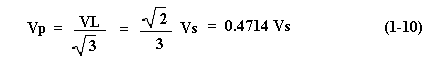 Vp = VL/√3 = √2/3 Vs = 0.4714 Vs (1-10)